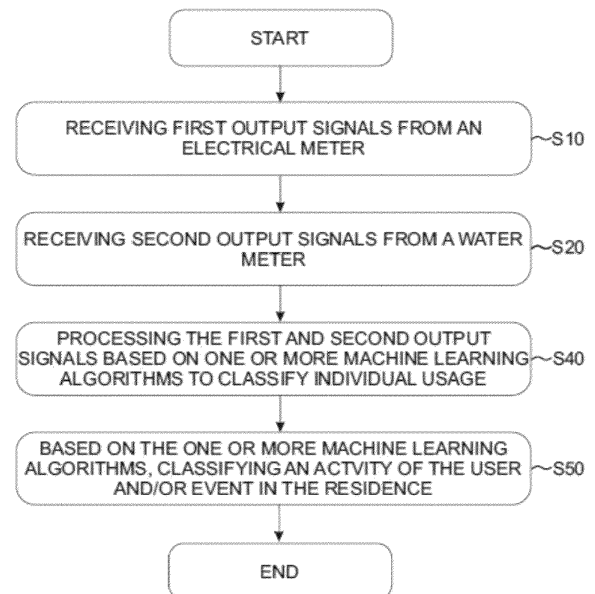 START
RECEIVING FIRST OUTPUT SIGNALS FROM AN
ELECTRICAL METER
S10
RECEIVING SECOND OUTPUT SIGNALS FROM A WATER
METER
S20
PROCESSING THE FIRST AND SECOND OUTPUT
SIGNALS BASED ON ONE OR MORE MACHINE LEARNING
ALGORITHMS TO CLASSIFY INDIVIDUAL USAGE
S40
BASED ON THE ONE OR MORE MACHINE LEARNING
ALGORITHMS, CLASSIFYING AN ACTVITY OF THE USER
AND/OR EVENT IN THE RESIDENCE
S50
END